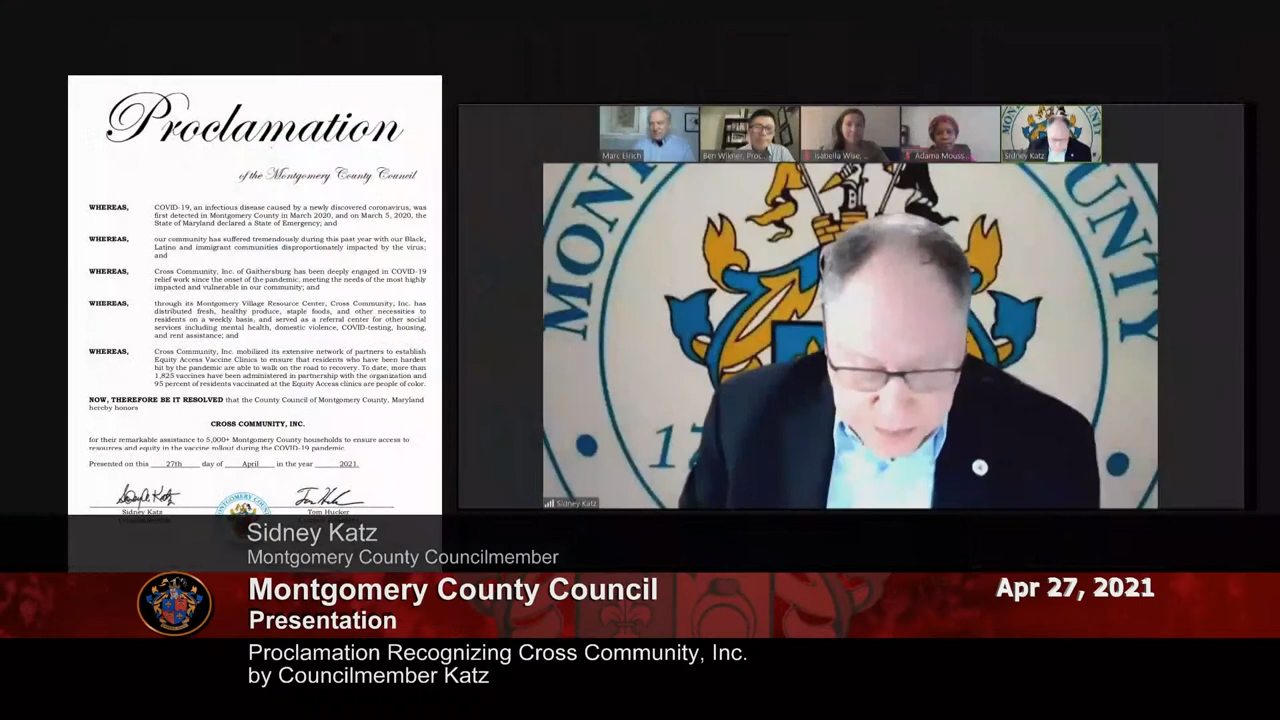 Proclamation
of the Montgomery County Council
WHEREAS, COVID-19, an infectious disease caused by a newly discovered coronavirus, was
first detected in Montgomery County in March 2020, and on March 5, 2020, the
State of Maryland declared a State of Emergency; and
WHEREAS, our community has suffered tremendously during this past year with our Black,
Latino and immigrant communities disproportionately impacted by the virus;
and
WHEREAS, Cross Community, Inc. of Gaithersburg has been deeply engaged in COVID-19
relief work since the onset of the pandemic, meeting the needs of the most highly
impacted and vulnerable in our community; and
WHEREAS, through its Montgomery Village Resource Center, Cross Community, Inc. has
distributed fresh, healthy produce, staple foods, and other necessities to
residents on a weekly basis, and served as a referral center for other social
services including mental health, domestic violence, COVID-testing, housing,
and rent assistance; and
WHEREAS, Cross Community, Inc. mobilized its extensive network of partners to establish
Equity Access Vaccine Clinics to ensure that residents who have been hardest
hit by the pandemic are able to walk on the road to recovery. To date, more than
1,825 vaccines have been administered in partnership with the organization and
95 percent of residents vaccinated at the Equity Access clinics are people of color.
NOW, THEREFORE BE IT RESOLVED that the County Council of Montgomery County, Maryland
hereby honors
CROSS COMMUNITY, INC.
for their remarkable assistance to 5,000+ Montgomery County households to ensure access to
resources and equity in the vaccine rollout during the COVID-19 pandemic.
Presented on this 27th day of April in the year 2021
Sidney Katz
Tom Hucker
Marc Elrich
Ben Wikner, Proc...
Isabella Wise, ...
Adama Mouss...
Sidney Katz
Sidney Katz
Sidney Katz
Montgomery County Councilmember
Montgomery County Council
Presentation
Apr 27, 2021
Proclamation Recognizing Cross Community, Inc.
by Councilmember Katz